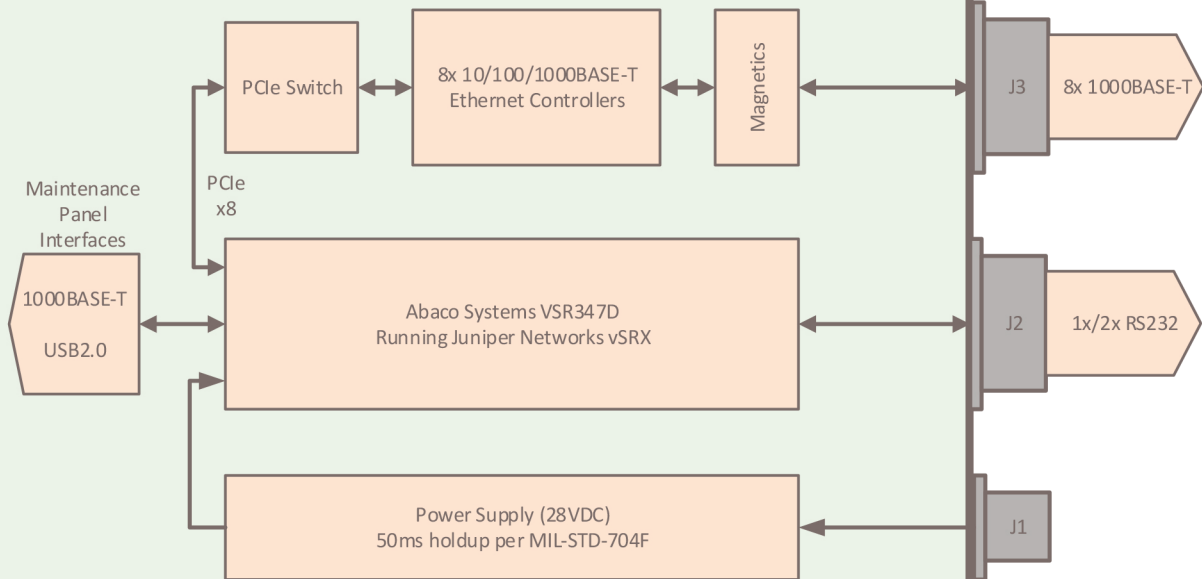 PCIe Switch
8x 10/100/1000BASE-T
Ethernet Controllers
Magnetics
J3
8x 1000BASE-T
PCIe
x8
Maintenance
Panel
Interfaces
1000BASE-T
USB2.0
Abaco Systems VSR347D
Running Juniper Networks vSRX
J2
1x/2x RS232
Power Supply (28VDC)
50ms holdup per MIL-STD-704F
J1